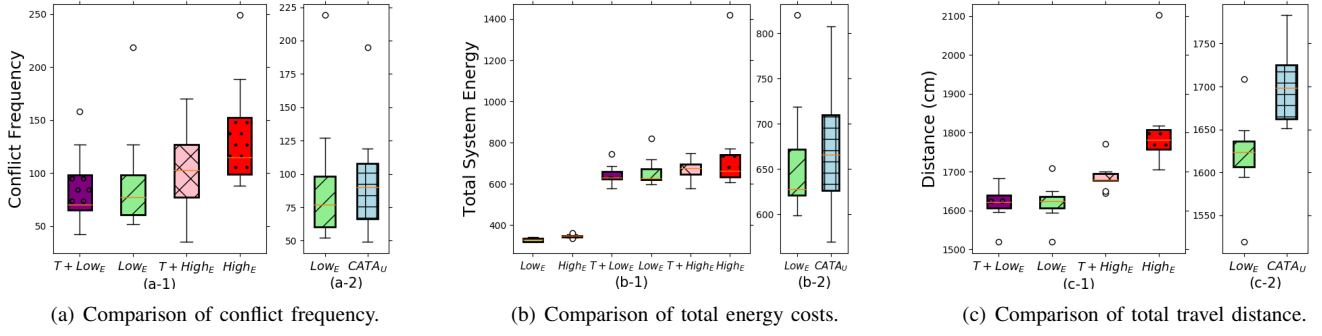 Conflict Frequency
250
200
150
100
50
T + Low_E Low_E T + High_E High_E
(a-1)
225
200
175
150
125
100
75
50
Low_E CATA_U
(a-2)
(a) Comparison of conflict frequency.
Total System Energy
1400
1200
1000
800
600
400
Low_E High_E T + Low_E Low_E T + High_E High_E
(b-1)
800
750
700
650
600
Low_E CATA_U
(b-2)
(b) Comparison of total energy costs.
Distance (cm)
2100
2000
1900
1800
1700
1600
1500
T + Low_E Low_E T + High_E High_E
(c-1)
1750
1700
1650
1600
1550
Low_E CATA_U
(c-2)
(c) Comparison of total travel distance.